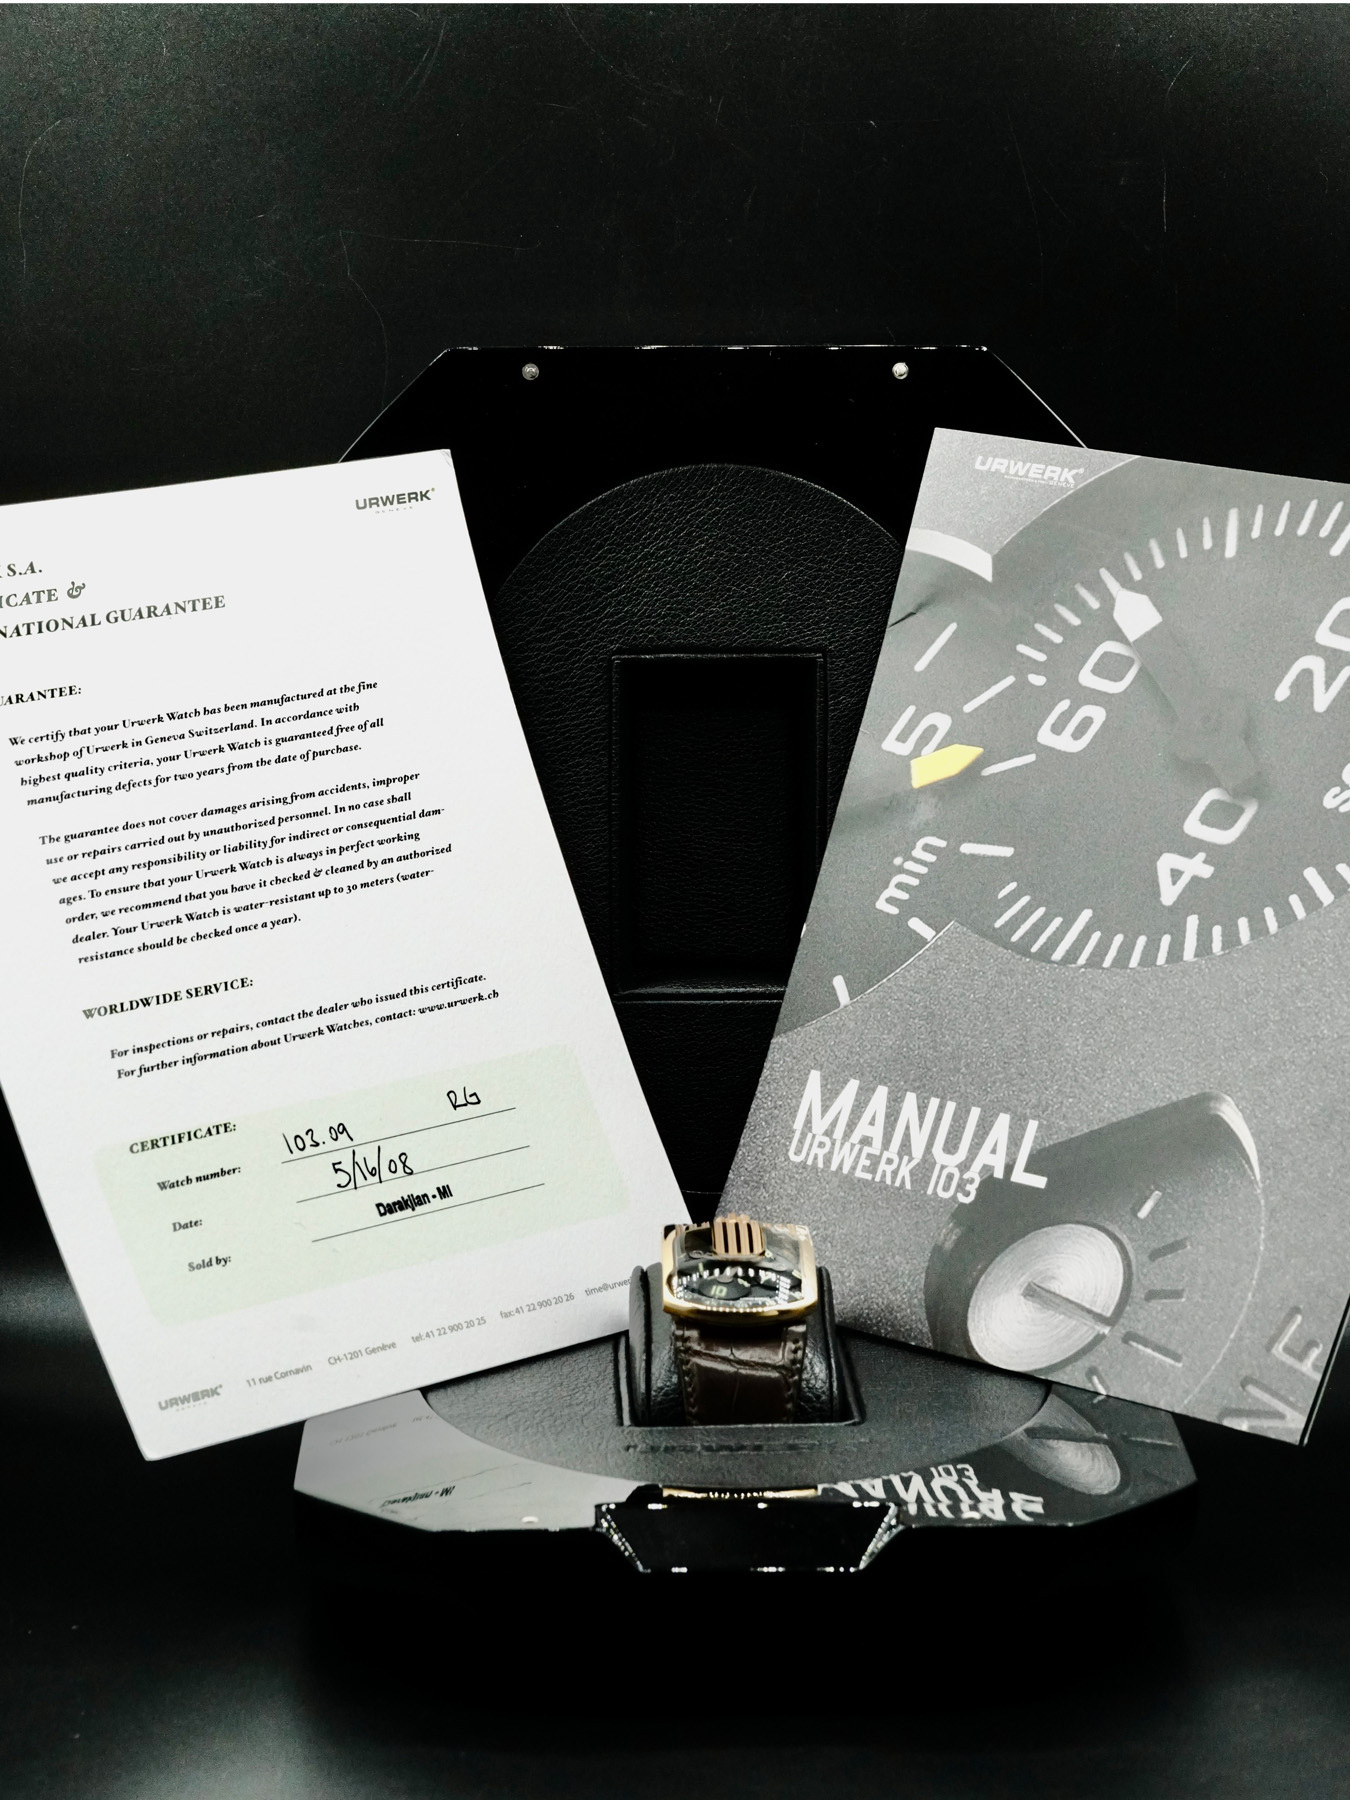 URWERK
GENEVE
S.A.
ICATE &
NATIONAL GUARANTEE
UARANTEE:
We certify that your Urwerk Watch has been manufactured at the fine
workshop of Urwerk in Geneva Switzerland. In accordance with
highest quality criteria, your Urwerk Watch is guaranteed free of all
manufacturing defects for two years from the date of purchase.
The guarantee does not cover damages arising from accidents, improper
use or repairs carried out by unauthorized personnel. In no case shall
we accept any responsibility or liability for indirect or consequential dam-
ages. To ensure that your Urwerk Watch is always in perfect working
order, we recommend that you have it checked & cleaned by an authorized
dealer. Your Urwerk Watch is water-resistant up to 30 meters (water-
resistance should be checked once a year).
WORLDWIDE SERVICE:
For inspections or repairs, contact the dealer who issued this certificate.
For further information about Urwerk Watches, contact: www.urwerk.ch
CERTIFICATE:
Watch number: 103.09 RG
Date: 5/16/08
Sold by: Darakjian - MI
URWERK 11 rue Cornavin CH-1201 Genève tel: 41 22 900 20 25 fax: 41 22 900 20 26 time@urwer
URWERK
60
20
5
40
min
MANUAL
URWERK 103
10
URWERK